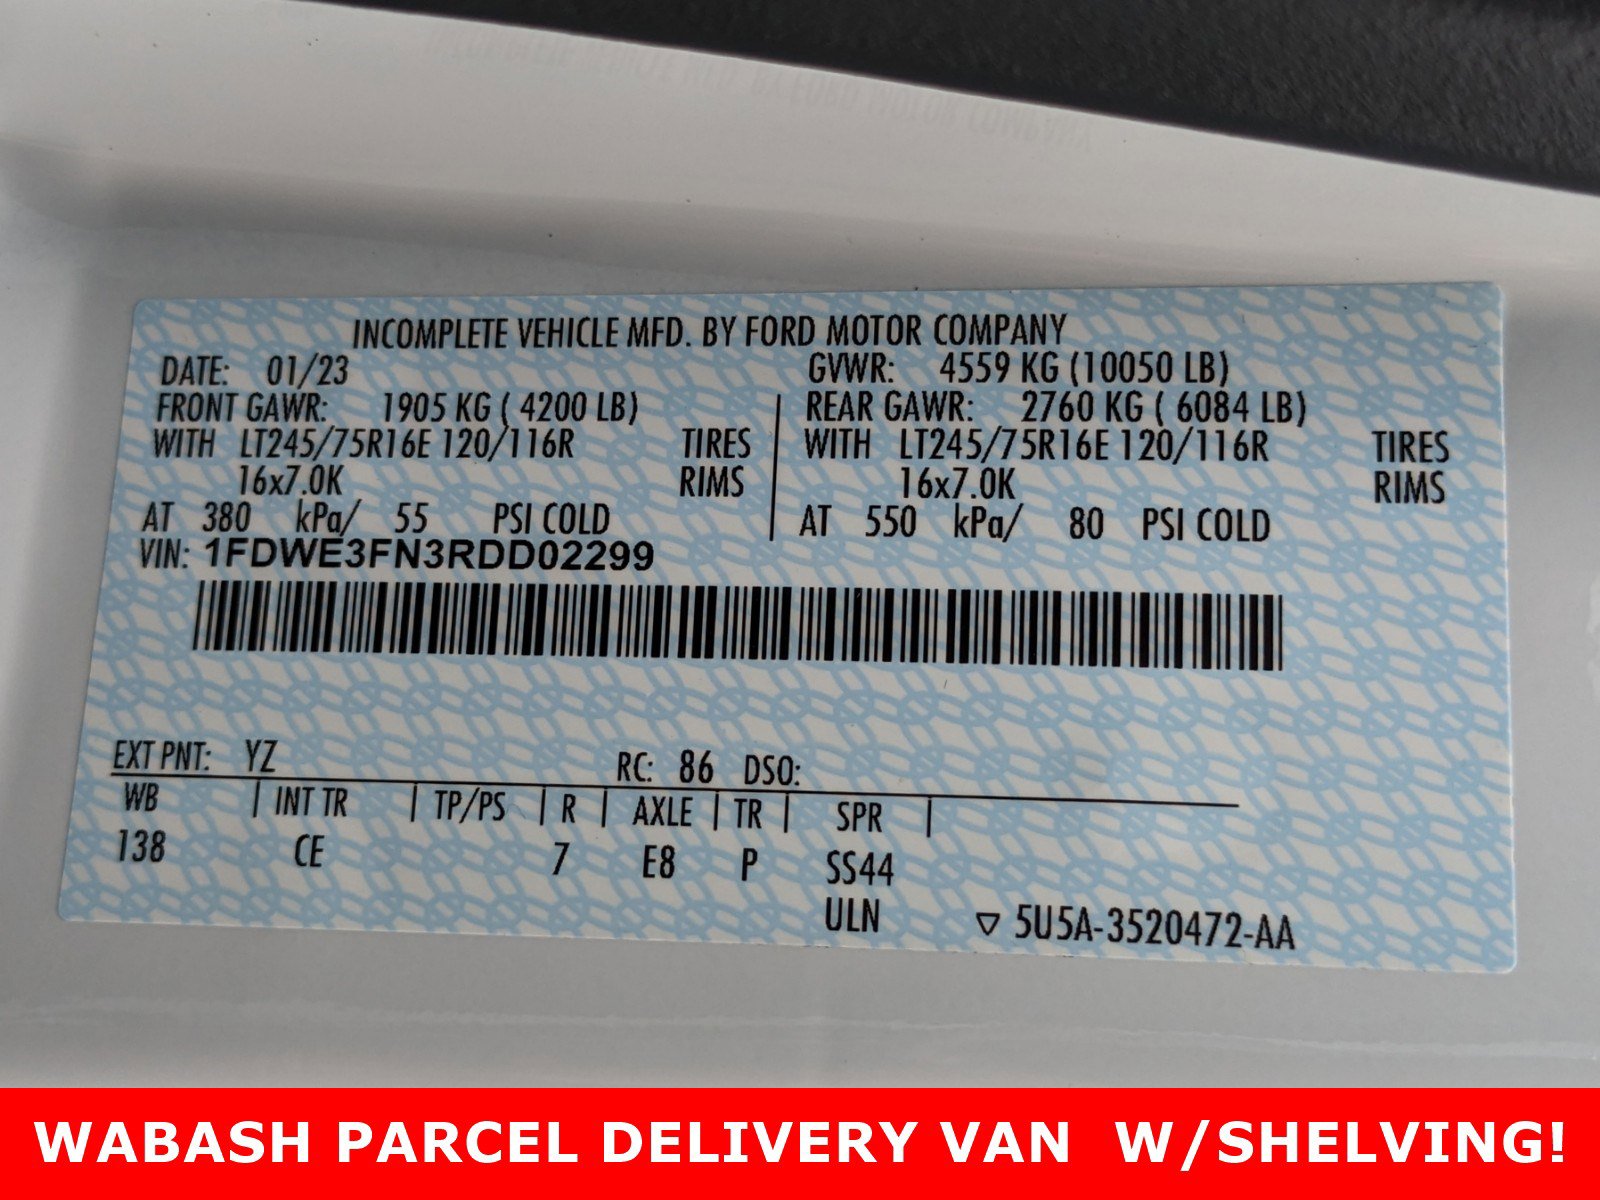 INCOMPLETE VEHICLE MFD. BY FORD MOTOR COMPANY
DATE: 01/23 GVWR: 4559 KG (10050 LB)
FRONT GAWR: 1905 KG ( 4200 LB) REAR GAWR: 2760 KG ( 6084 LB)
WITH LT245/75R16E 120/116R TIRES WITH LT245/75R16E 120/116R TIRES
16x7.0K RIMS 16x7.0K RIMS
AT 380 kPa/ 55 PSI COLD AT 550 kPa/ 80 PSI COLD
VIN: 1FDWE3FN3RDD02299
EXT PNT: YZ RC: 86 DSO:
WB | INT TR | TP/PS | R | AXLE | TR | SPR |
138 CE 7 E8 P SS44
ULN ▽ 5U5A-3520472-AA
WABASH PARCEL DELIVERY VAN W/SHELVING!